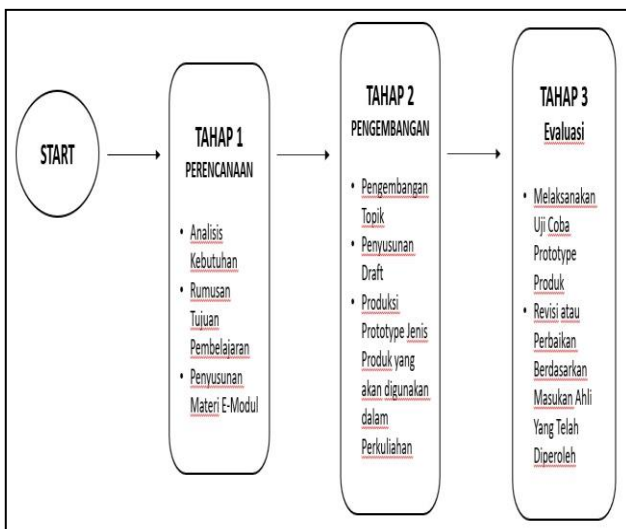 START
TAHAP 1
PERENCANAAN
• Analisis
Kebutuhan
• Rumusan
Tujuan
Pembelajaran
• Penyusunan
Materi E-Modul
TAHAP 2
PENGEMBANGAN
• Pengembangan
Topik
• Penyusunan
Draft
• Produksi
Prototype Jenis
Produk yang
akan digunakan
dalam
Perkuliahan
TAHAP 3
Evaluasi
• Melaksanakan
Uji Coba
Prototype
Produk
• Revisi atau
Perbaikan
Berdasarkan
Masukan Ahli
Yang Telah
Diperoleh